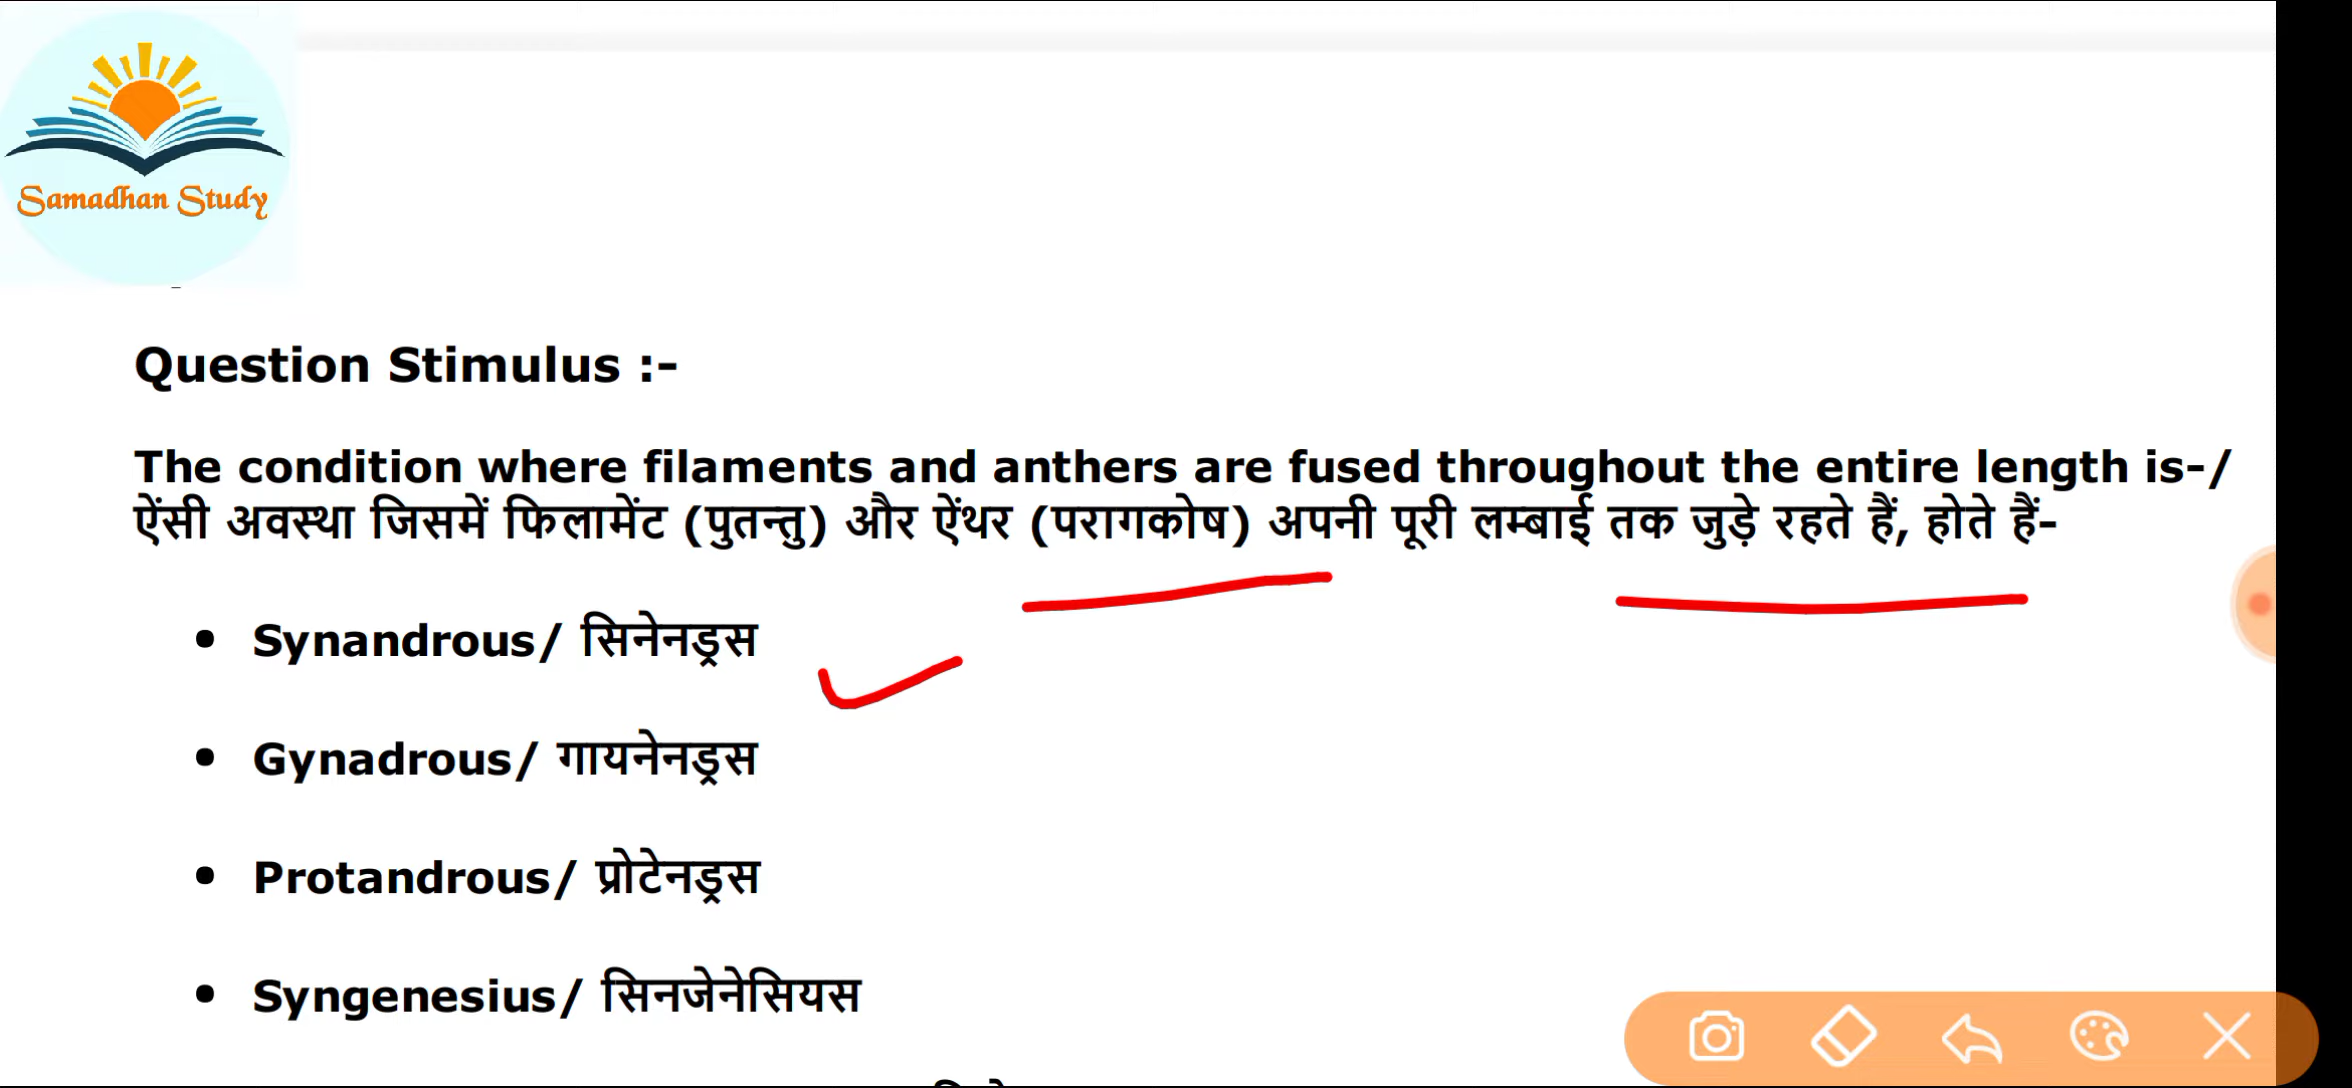 Samadhan Study
Question Stimulus :-
The condition where filaments and anthers are fused throughout the entire length is-/
ऐंसी अवस्था जिसमें फिलामेंट (पुतन्तु) और ऐंथर (परागकोष) अपनी पूरी लम्बाई तक जुड़े रहते हैं, होते हैं-
• Synandrous/ सिनेनड्रस
• Gynadrous/ गायनेनड्रस
• Protandrous/ प्रोटेनड्रस
• Syngenesius/ सिनजेनेसियस